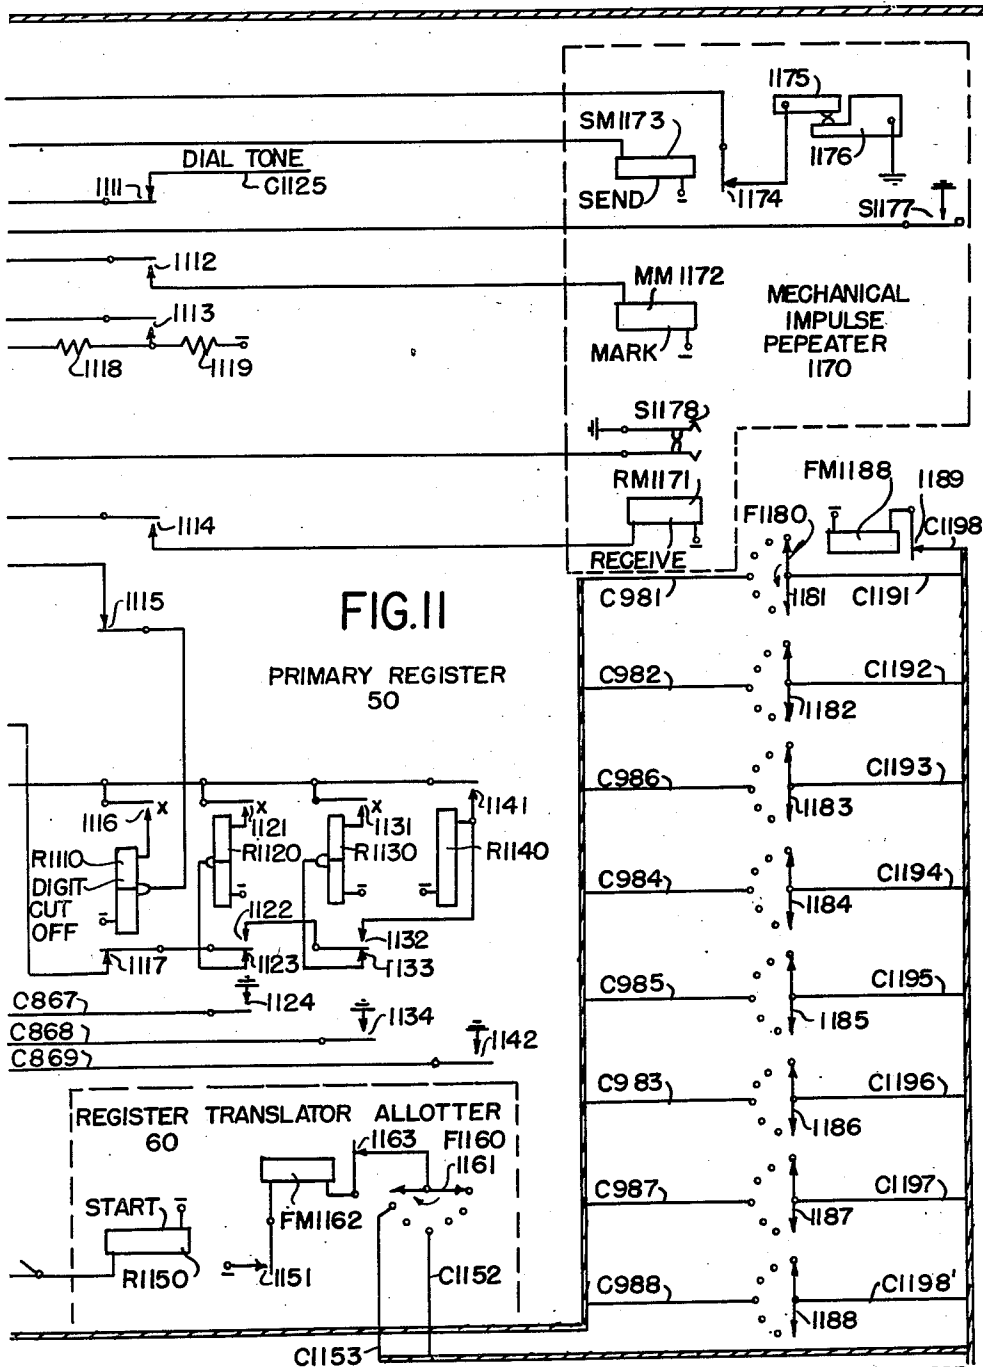 1175
SM1173
1176
DIAL TONE
C1125
1111
SEND
1174
S1177
1112
MM1172
MECHANICAL
IMPULSE
PEPEATER
1170
1113
1118
1119
MARK
S1178
RM1171
FM1188
1189
C1198
F1180
1114
RECEIVE
C981
1181
C1191
1115
FIG.11
PRIMARY REGISTER
50
C982
C1192
1182
C986
C1193
1183
1116
X
1121
X
1131
X
1141
R1110
R1120
R1130
R1140
DIGIT
CUT
OFF
C984
C1194
1184
1122
1132
1117
1123
1133
C867
1124
C868
1134
C869
1142
C985
C1195
1185
C983
C1196
1186
REGISTER TRANSLATOR ALLOTTER
60
1163
F1160
1161
START
FM1162
C987
C1197
1187
R1150
1151
C1152
C988
C1198'
1188
C1153